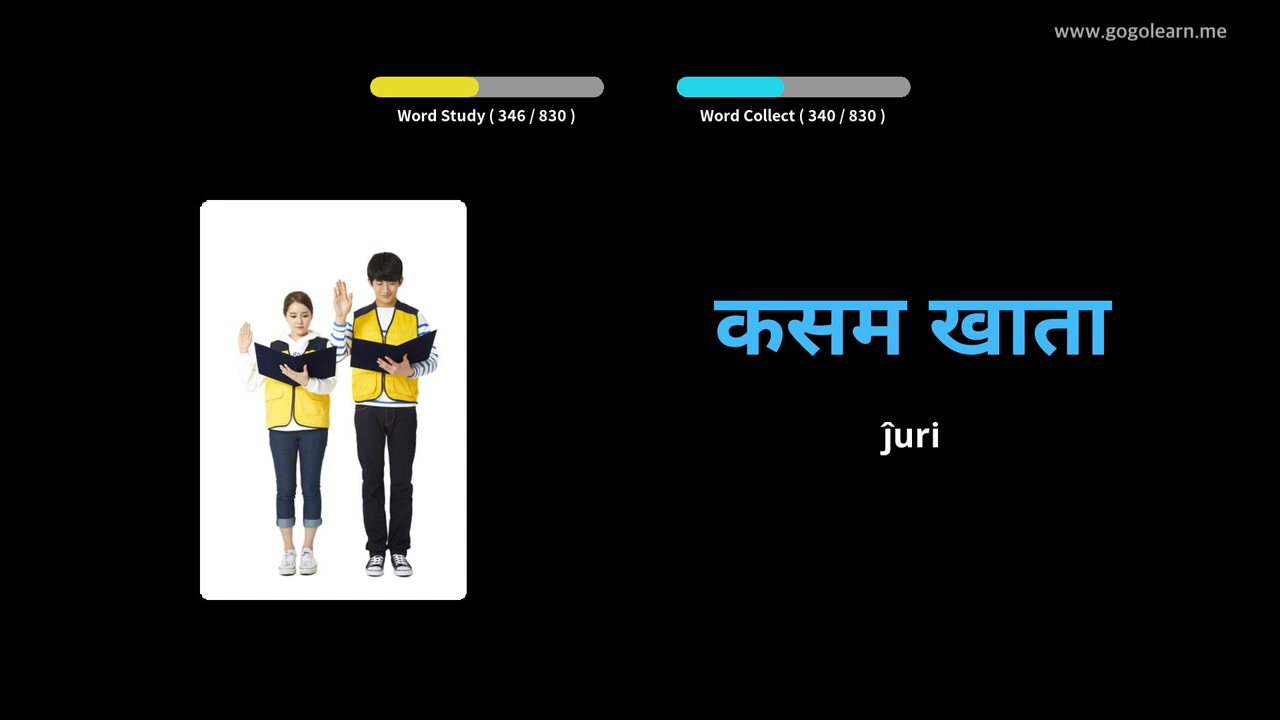 www.gogolearn.me
Word Study ( 346 / 830 )
Word Collect ( 340 / 830 )
कसम खाता
ĵuri